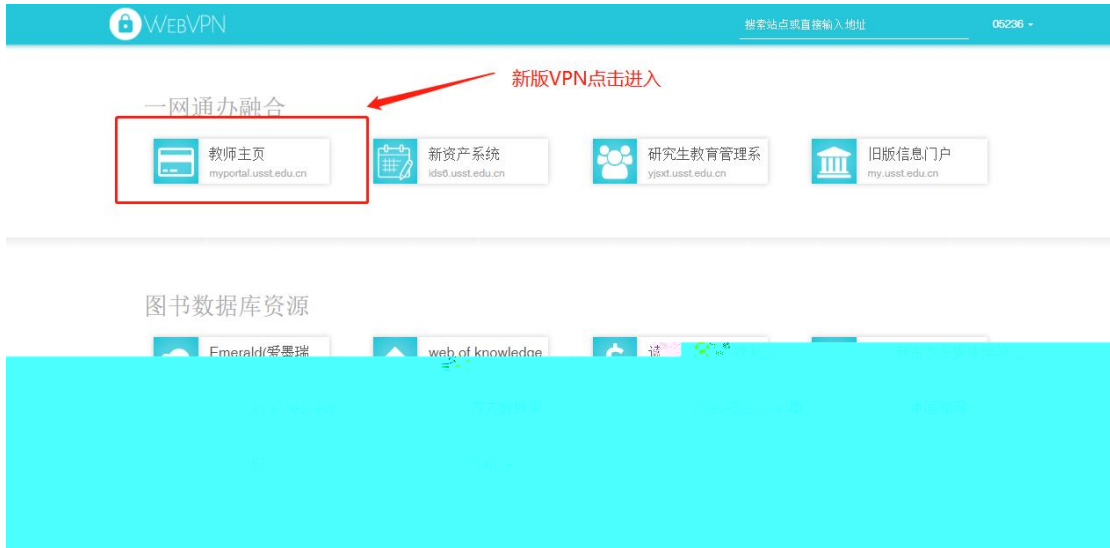 WEBVPN
搜索站点或直接输入地址
05236
新版VPN点击进入
一网通办融合
教师主页
myportal.usst.edu.cn
新资产系统
ids6.usst.edu.cn
研究生教育管理系
yjsxt.usst.edu.cn
旧版信息门户
my.usst.edu.cn
图书数据库资源
Emerald(爱墨瑞
web of knowledge